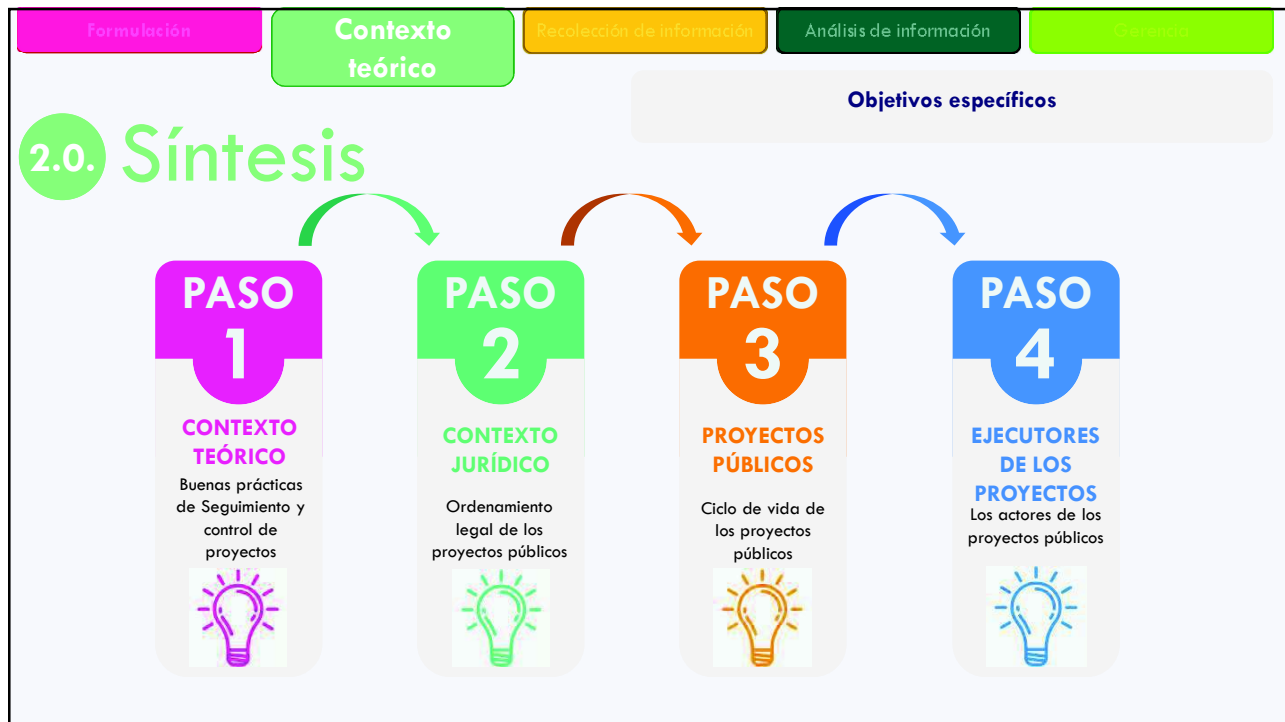 Formulación
Contexto
teórico
Recolección de información
Análisis de información
Gerencia
Objetivos específicos
2.0. Síntesis
PASO
1
CONTEXTO
TEÓRICO
Buenas prácticas
de Seguimiento y
control de
proyectos
PASO
2
CONTEXTO
JURÍDICO
Ordenamiento
legal de los
proyectos públicos
PASO
3
PROYECTOS
PÚBLICOS
Ciclo de vida de
los proyectos
públicos
PASO
4
EJECUTORES
DE LOS
PROYECTOS
Los actores de los
proyectos públicos